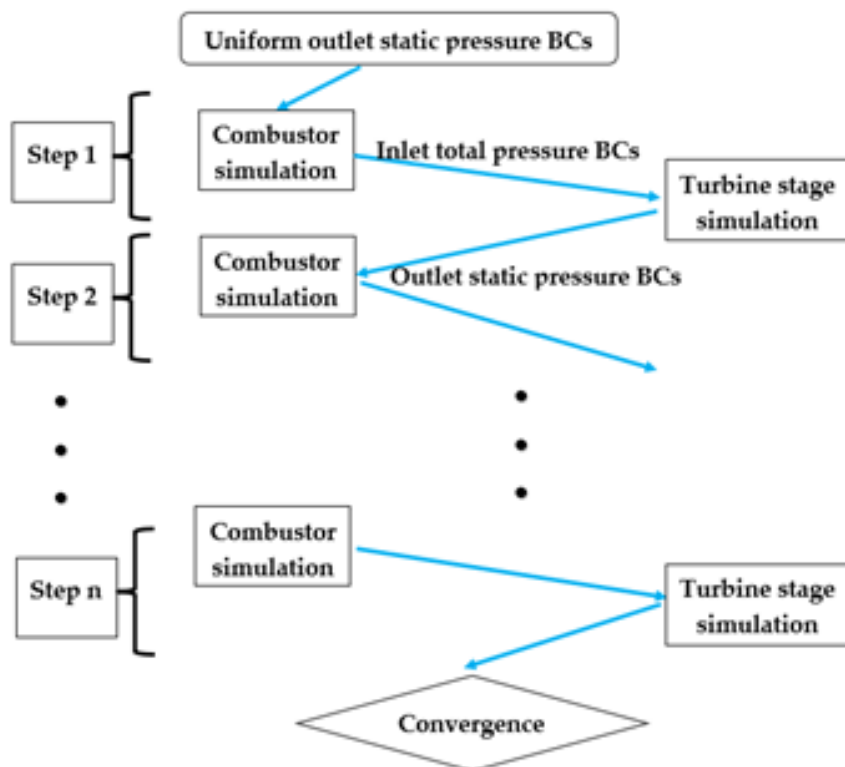 Uniform outlet static pressure BCs
Step 1
Combustor
simulation
Inlet total pressure BCs
Turbine stage
simulation
Step 2
Combustor
simulation
Outlet static pressure BCs
Step n
Combustor
simulation
Turbine stage
simulation
Convergence